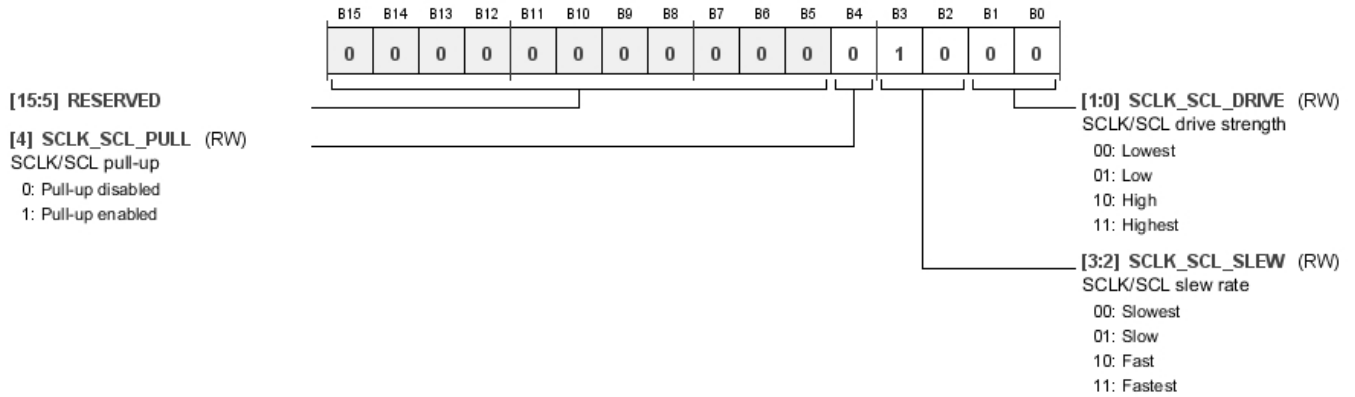 B15 B14 B13 B12 B11 B10 B9 B8 B7 B6 B5 B4 B3 B2 B1 B0
0 0 0 0 0 0 0 0 0 0 0 0 1 0 0 0
[15:5] RESERVED
[4] SCLK_SCL_PULL (RW)
SCLK/SCL pull-up
0: Pull-up disabled
1: Pull-up enabled
[1:0] SCLK_SCL_DRIVE (RW)
SCLK/SCL drive strength
00: Lowest
01: Low
10: High
11: Highest
[3:2] SCLK_SCL_SLEW (RW)
SCLK/SCL slew rate
00: Slowest
01: Slow
10: Fast
11: Fastest